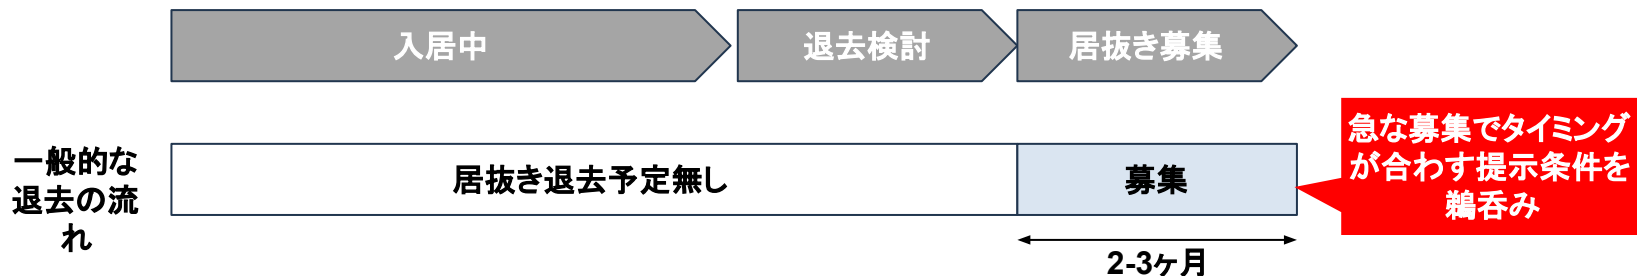 入居中
退去検討
居抜き募集
一般的な
退去の流
れ
居抜き退去予定無し
募集
2-3ヶ月
急な募集でタイミング
が合わす提示条件を
鵜呑み